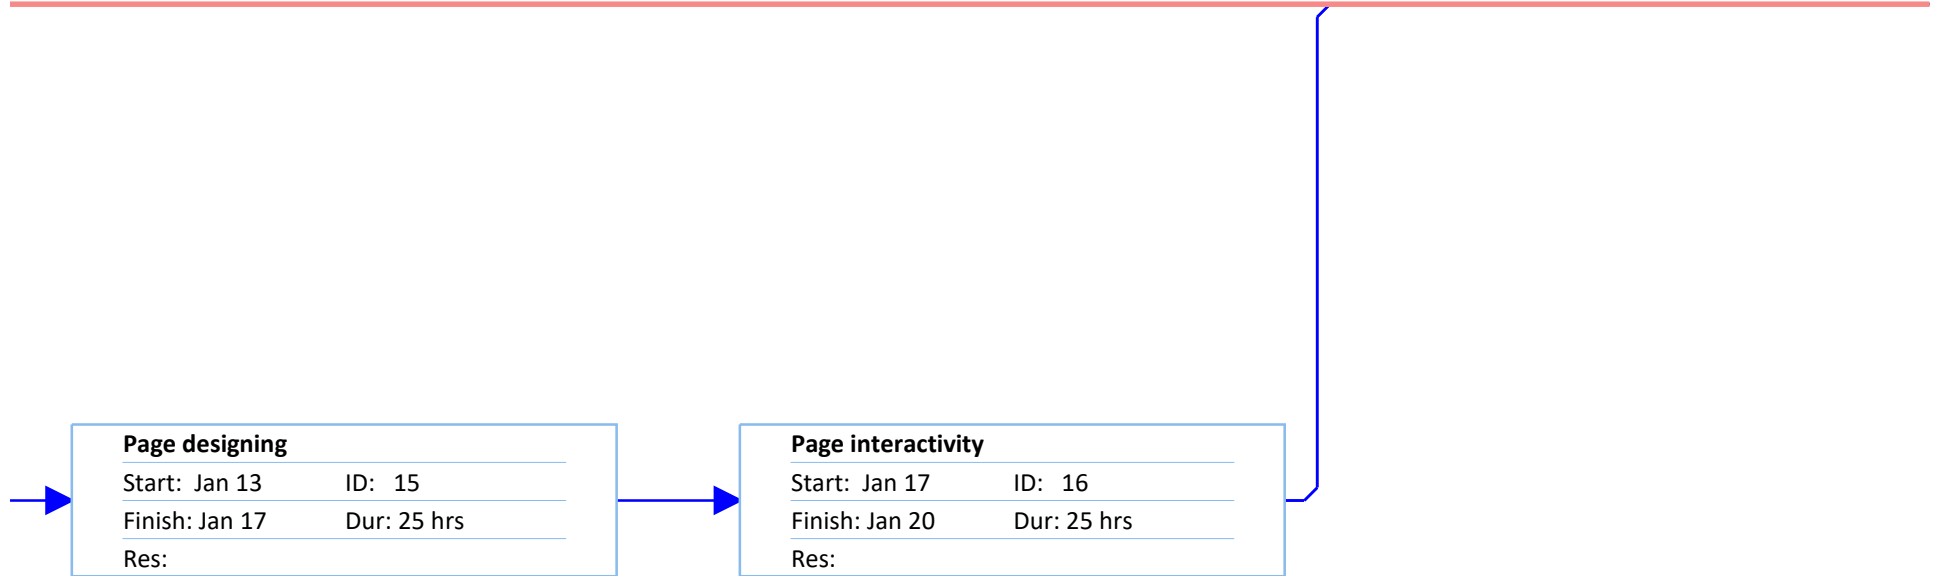 Page designing
Start: Jan 13 ID: 15
Finish: Jan 17 Dur: 25 hrs
Res:
Page interactivity
Start: Jan 17 ID: 16
Finish: Jan 20 Dur: 25 hrs
Res: